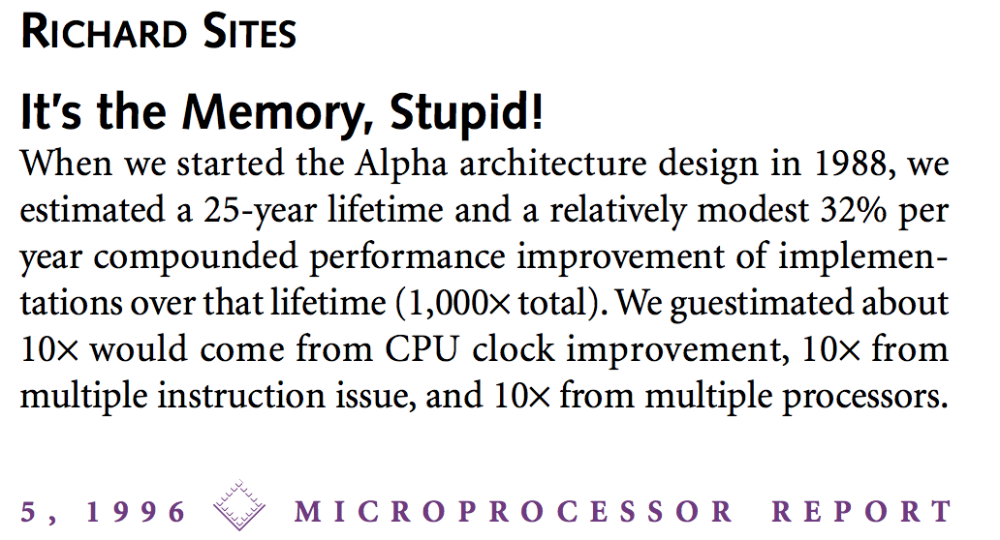 RICHARD SITES
It’s the Memory, Stupid!
When we started the Alpha architecture design in 1988, we
estimated a 25-year lifetime and a relatively modest 32% per
year compounded performance improvement of implemen-
tations over that lifetime (1,000× total). We guestimated about
10× would come from CPU clock improvement, 10× from
multiple instruction issue, and 10× from multiple processors.
5, 1996 MICROPROCESSOR REPORT